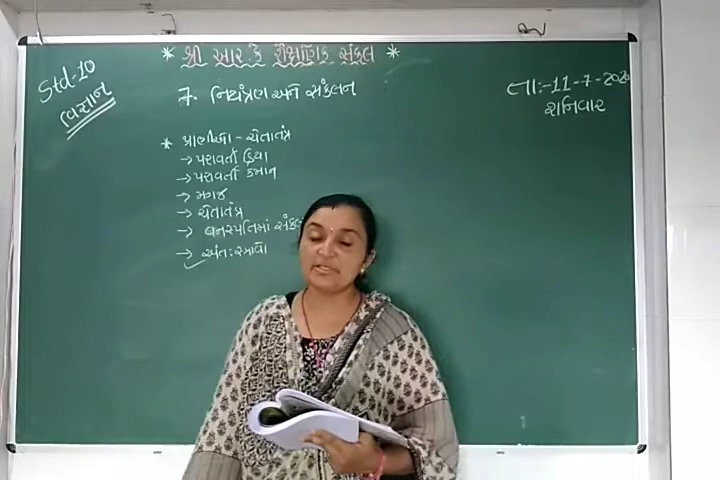 * શ્રી આર.કે શૈક્ષણિક સંકુલ *
Std-10
વિજ્ઞાન
તા:-11-7-2020
શનિવાર
7. નિયંત્રણ અને સંકલન
* પ્રાણીઓ - ચેતાતંત્ર
→ પરાવર્તી ક્રિયા
→ પરાવર્તી કમાન
→ મગજ
→ ચેતાતંત્ર
→ વનસ્પતિમાં
→ અંત:સ્ત્રાવો